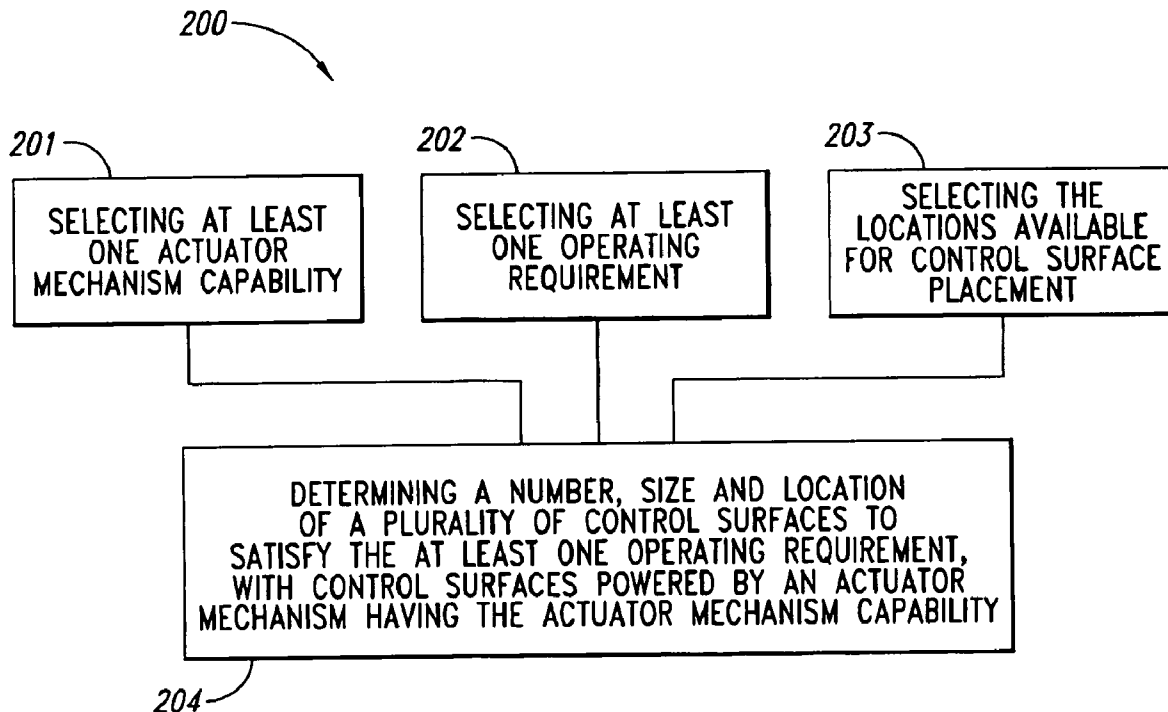 200
201
202
203
SELECTING AT LEAST
ONE ACTUATOR
MECHANISM CAPABILITY
SELECTING AT LEAST
ONE OPERATING
REQUIREMENT
SELECTING THE
LOCATIONS AVAILABLE
FOR CONTROL SURFACE
PLACEMENT
DETERMINING A NUMBER, SIZE AND LOCATION
OF A PLURALITY OF CONTROL SURFACES TO
SATISFY THE AT LEAST ONE OPERATING REQUIREMENT,
WITH CONTROL SURFACES POWERED BY AN ACTUATOR
MECHANISM HAVING THE ACTUATOR MECHANISM CAPABILITY
204